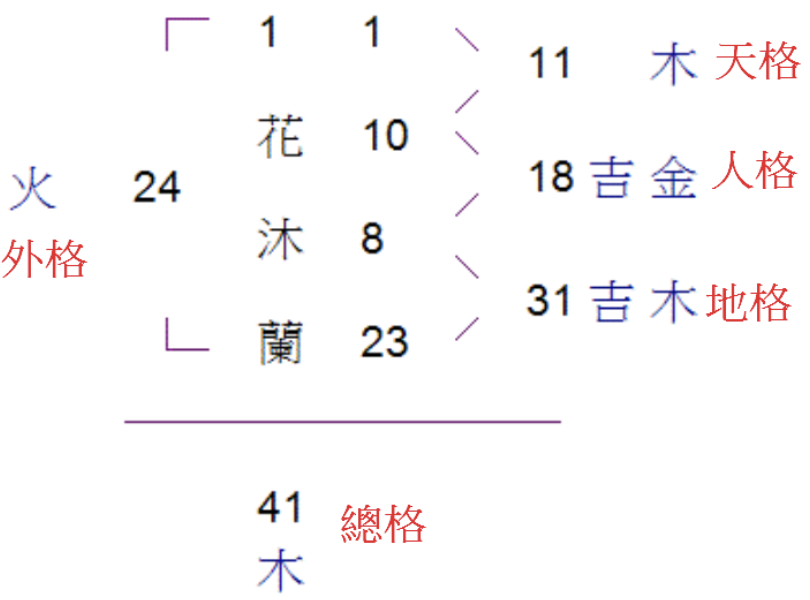 1 1
11 木 天格
花 10
火 24
18 吉 金 人格
外格
沐 8
31 吉 木 地格
蘭 23
41 總格
木